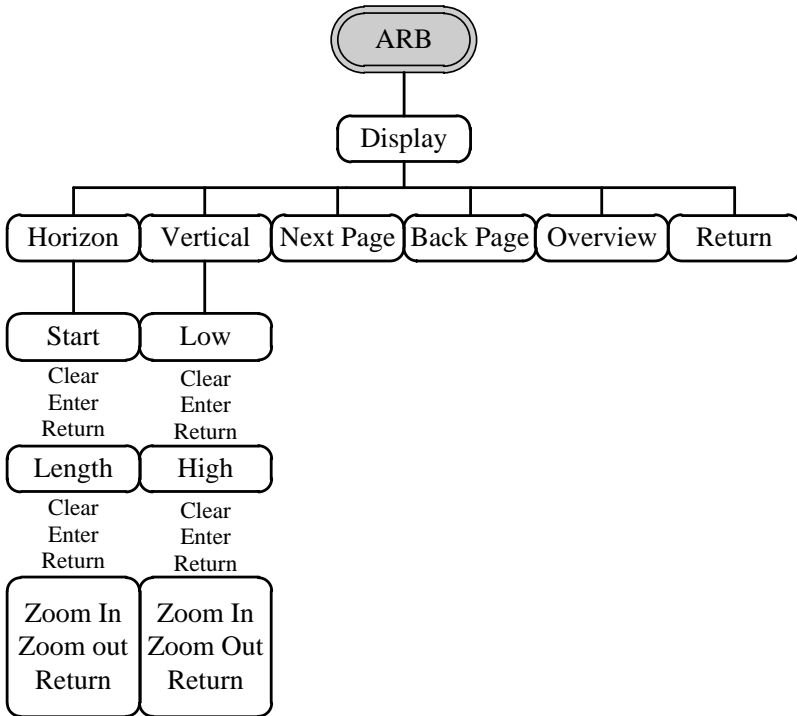 ARB
Display
Horizon
Vertical
Next Page
Back Page
Overview
Return
Start
Clear
Enter
Return
Length
Clear
Enter
Return
Zoom In
Zoom out
Return
Low
Clear
Enter
Return
High
Clear
Enter
Return
Zoom In
Zoom Out
Return